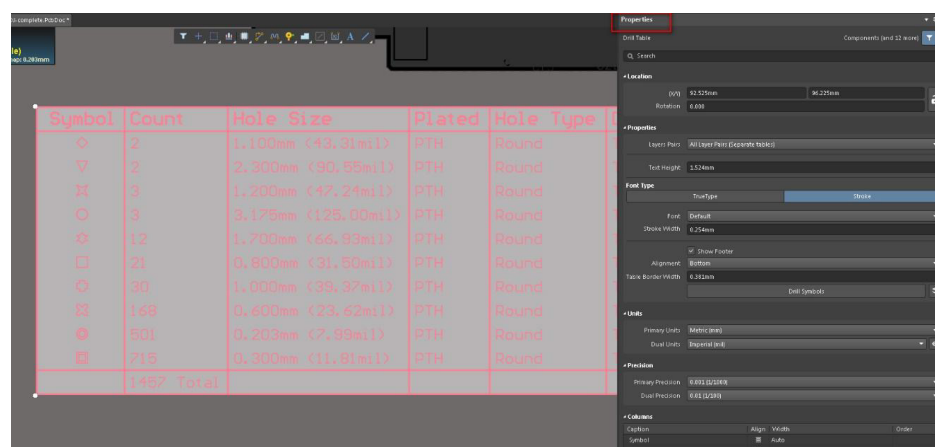 complete.PcbDoc *
Properties
Drill Table
Components (and 12 more)
0.203mm
Search
Location
(X/Y)
92.525mm
86.225mm
Rotation
0.000
Symbol Count Hole Size Plated Hole Type
2 1.100mm (43.31mil) PTH Round
2 2.300mm (90.55mil) PTH Round
3 1.200mm (47.24mil) PTH Round
3 3.175mm (125.00mil) PTH Round
12 1.700mm (66.93mil) PTH Round
21 0.800mm (31.50mil) PTH Round
30 1.000mm (39.37mil) PTH Round
168 0.600mm (23.62mil) PTH Round
501 0.203mm (7.99mil) PTH Round
715 0.300mm (11.81mil) PTH Round
1457 Total
Properties
Layers Pairs
All Layer Pairs (Separate tables)
Text Height
1.524mm
Font Type
TrueType
Stroke
Font
Default
Stroke Width
0.254mm
Show Footer
Alignment
Bottom
Table Border Width
0.381mm
Drill Symbols
Units
Primary Units
Metric (mm)
Dual Units
Imperial (mil)
Precision
Primary Precision
0.001 (1/1000)
Dual Precision
0.01 (1/100)
Columns
Caption
Align
Width
Order
Symbol
Auto